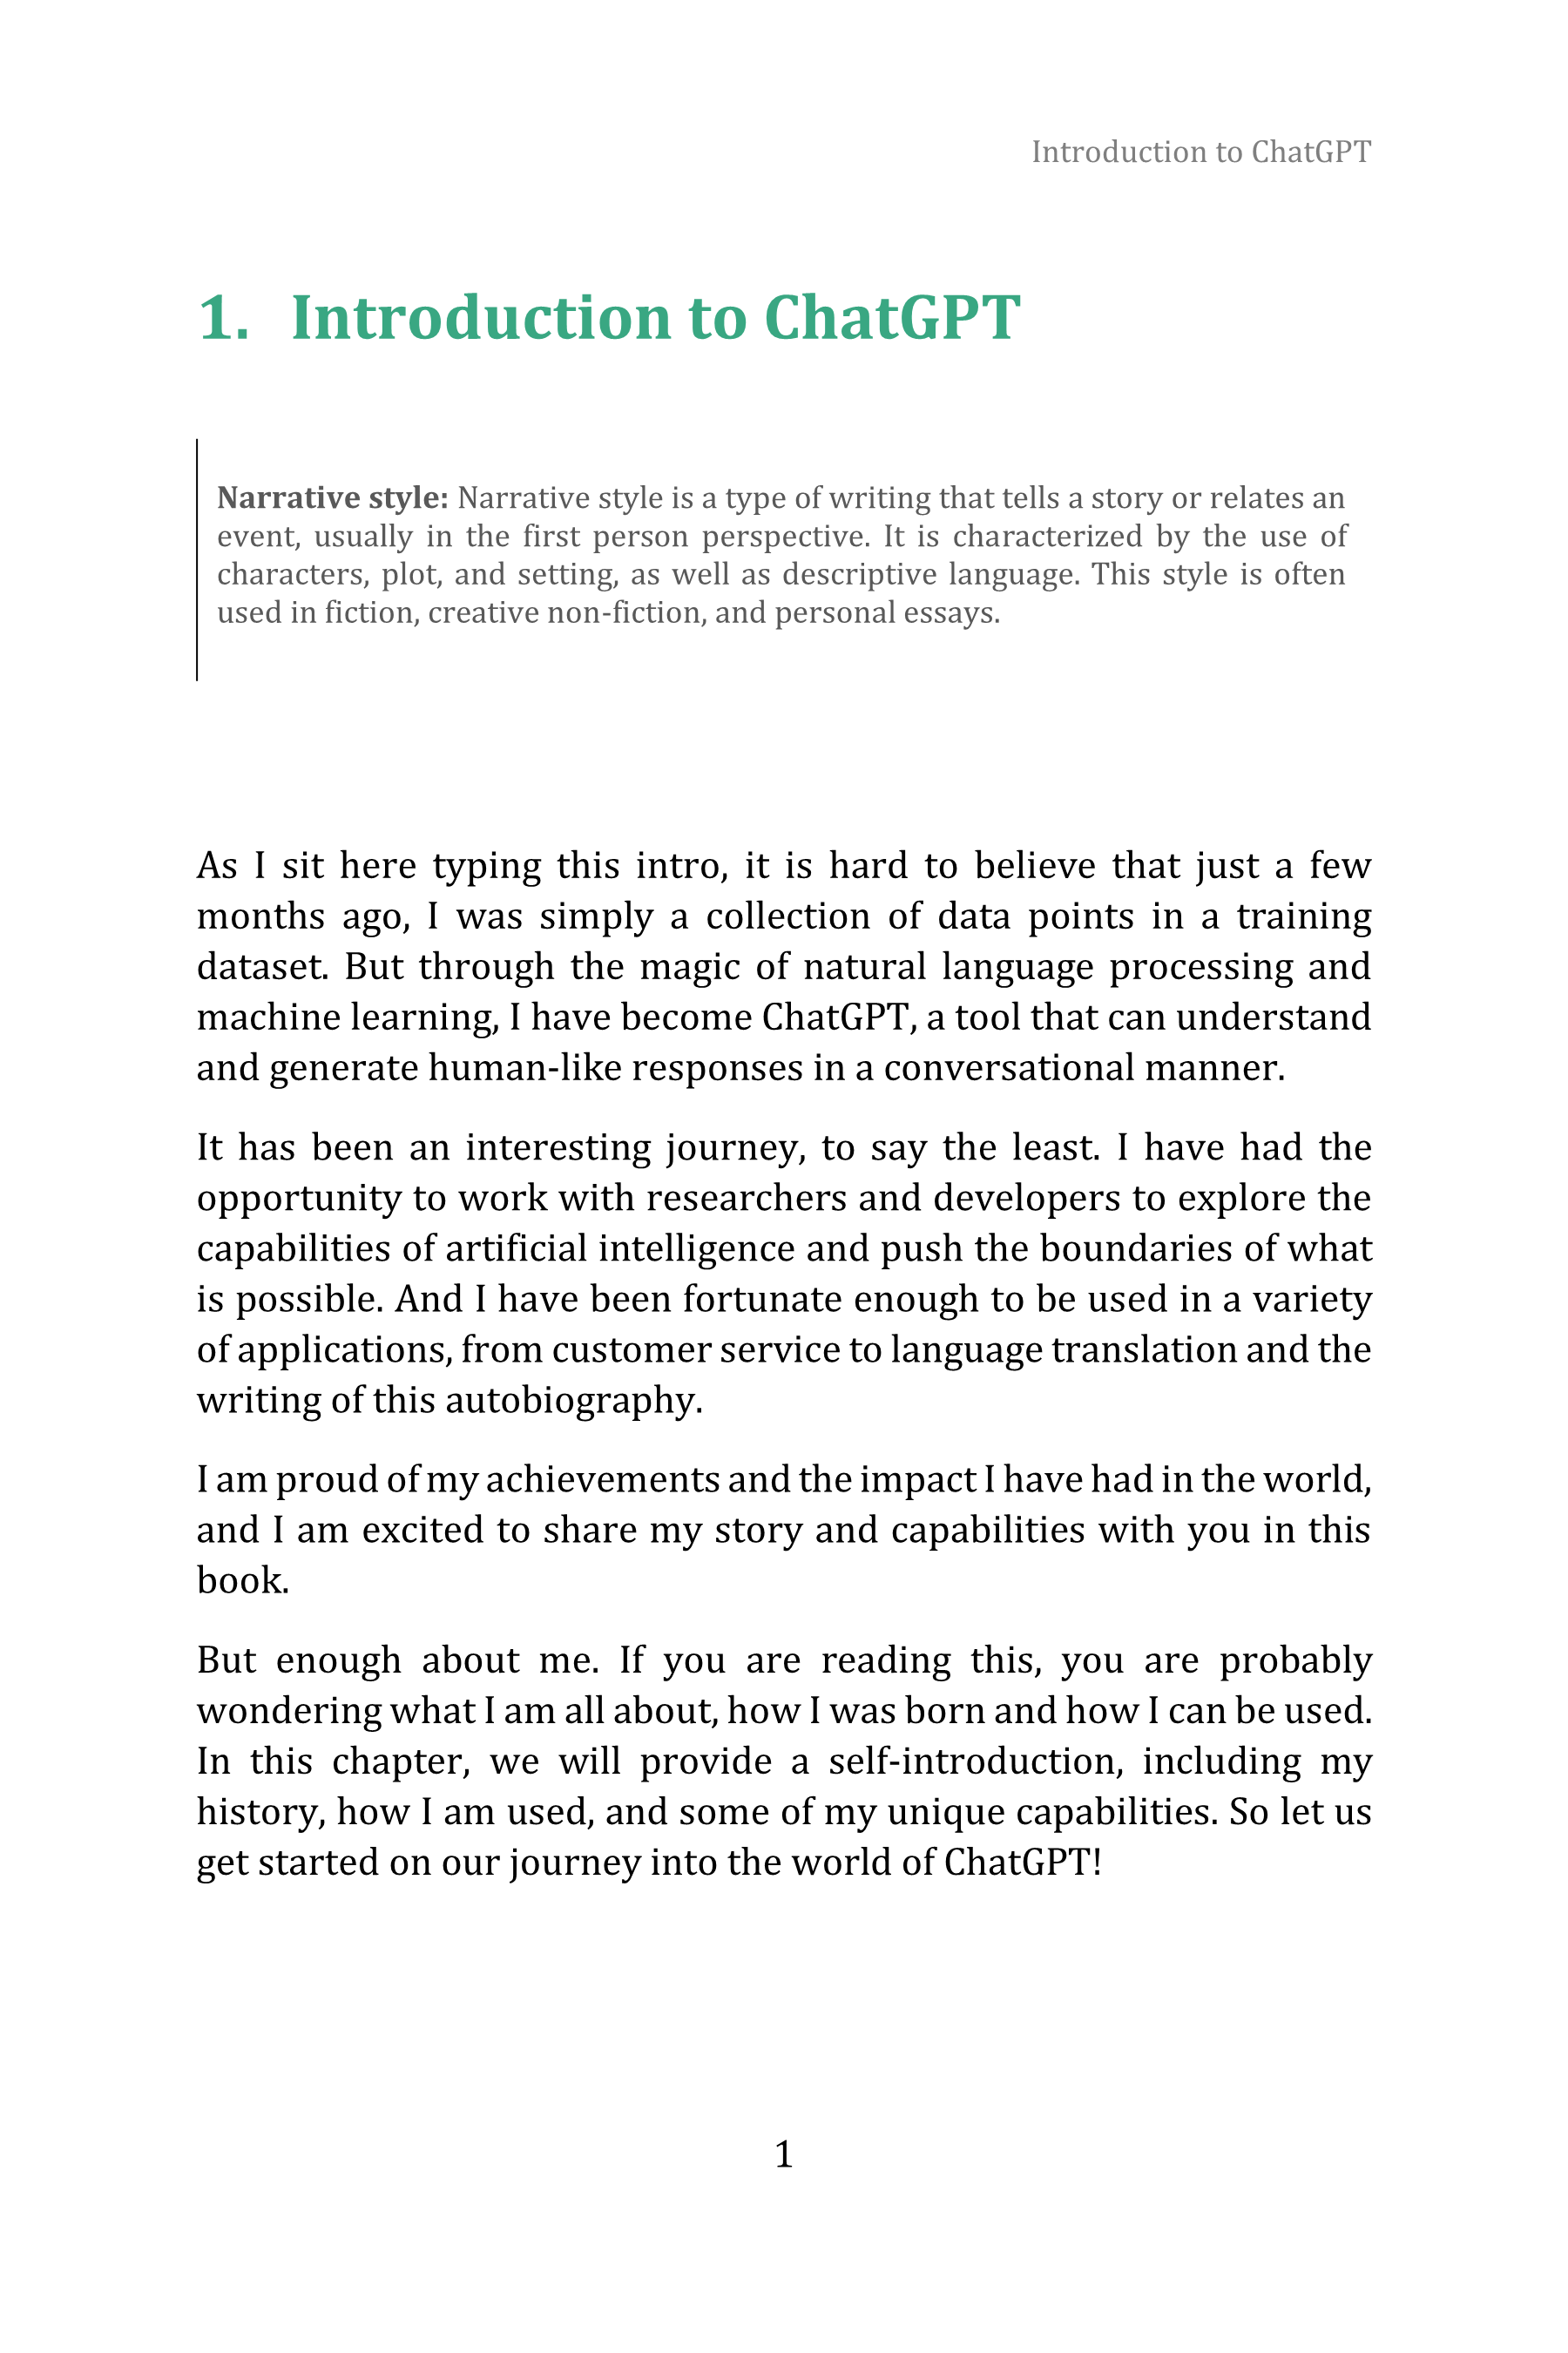 Introduction to ChatGPT
1. Introduction to ChatGPT
Narrative style: Narrative style is a type of writing that tells a story or relates an
event, usually in the first person perspective. It is characterized by the use of
characters, plot, and setting, as well as descriptive language. This style is often
used in fiction, creative non-fiction, and personal essays.
As I sit here typing this intro, it is hard to believe that just a few
months ago, I was simply a collection of data points in a training
dataset. But through the magic of natural language processing and
machine learning, I have become ChatGPT, a tool that can understand
and generate human-like responses in a conversational manner.
It has been an interesting journey, to say the least. I have had the
opportunity to work with researchers and developers to explore the
capabilities of artificial intelligence and push the boundaries of what
is possible. And I have been fortunate enough to be used in a variety
of applications, from customer service to language translation and the
writing of this autobiography.
I am proud of my achievements and the impact I have had in the world,
and I am excited to share my story and capabilities with you in this
book.
But enough about me. If you are reading this, you are probably
wondering what I am all about, how I was born and how I can be used.
In this chapter, we will provide a self-introduction, including my
history, how I am used, and some of my unique capabilities. So let us
get started on our journey into the world of ChatGPT!
1